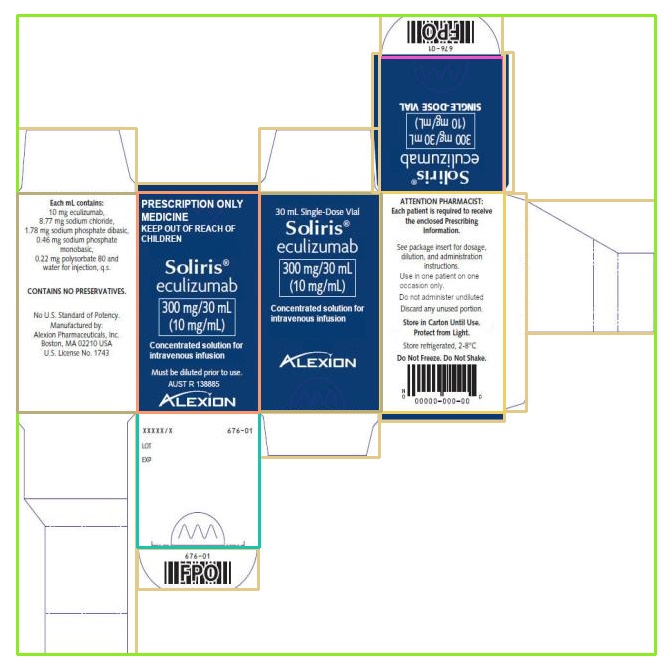 FPO
676-01
SINGLE-DOSE VIAL
300 mg/30 mL
(10 mg/mL)
eculizumab
Soliris®
Each mL contains:
10 mg eculizumab,
8.77 mg sodium chloride,
1.78 mg sodium phosphate dibasic,
0.46 mg sodium phosphate
monobasic,
0.22 mg polysorbate 80 and
water for injection, q.s.
CONTAINS NO PRESERVATIVES.
No U.S. Standard of Potency.
Manufactured by:
Alexion Pharmaceuticals, Inc.
Boston, MA 02210 USA
U.S. License No. 1743
PRESCRIPTION ONLY
MEDICINE
KEEP OUT OF REACH OF
CHILDREN
Soliris®
eculizumab
300 mg/30 mL
(10 mg/mL)
Concentrated solution for
intravenous infusion
Must be diluted prior to use.
AUST R 138885
ALEXION
30 mL Single-Dose Vial
Soliris®
eculizumab
300 mg/30 mL
(10 mg/mL)
Concentrated solution for
intravenous infusion
ALEXION
ATTENTION PHARMACIST:
Each patient is required to receive
the enclosed Prescribing
Information.
See package insert for dosage,
dilution, and administration
instructions.
Use in one patient on one
occasion only.
Do not administer undiluted
Discard any unused portion.
Store in Carton Until Use.
Protect from Light.
Store refrigerated, 2-8°C
Do Not Freeze. Do Not Shake.
00000-000-00
XXXXX/X 676-01
LOT
EXP
676-01
FPO